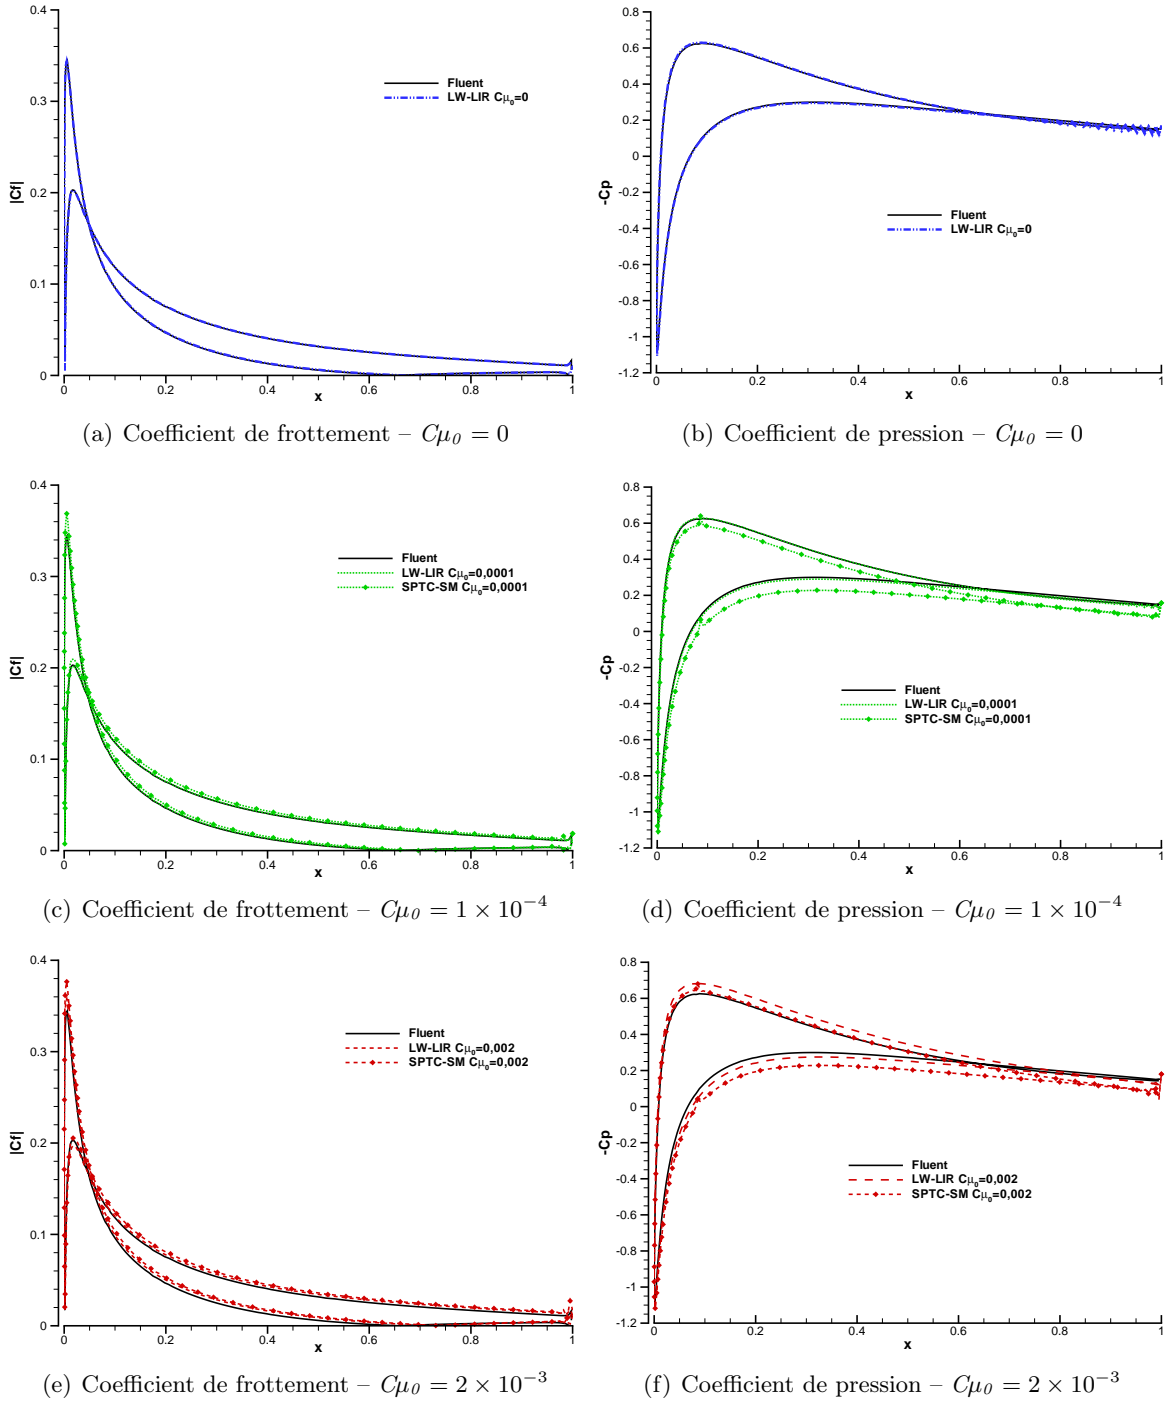 0.4
0.3
0.2
0.1
0
|Cf|
0 0.2 0.4 0.6 0.8 1
x
Fluent
LW-LIR Cμ₀=0
(a) Coefficient de frottement – Cμ₀ = 0
0.8
0.6
0.4
0.2
0
-0.2
-0.4
-0.6
-0.8
-1
-1.2
-Cp
0 0.2 0.4 0.6 0.8 1
x
Fluent
LW-LIR Cμ₀=0
(b) Coefficient de pression – Cμ₀ = 0
0.4
0.3
0.2
0.1
0
|Cf|
0 0.2 0.4 0.6 0.8 1
x
Fluent
LW-LIR Cμ₀=0,0001
SPTC-SM Cμ₀=0,0001
(c) Coefficient de frottement – Cμ₀ = 1 × 10⁻⁴
0.8
0.6
0.4
0.2
0
-0.2
-0.4
-0.6
-0.8
-1
-1.2
-Cp
0 0.2 0.4 0.6 0.8 1
x
Fluent
LW-LIR Cμ₀=0,0001
SPTC-SM Cμ₀=0,0001
(d) Coefficient de pression – Cμ₀ = 1 × 10⁻⁴
0.4
0.3
0.2
0.1
0
|Cf|
0 0.2 0.4 0.6 0.8 1
x
Fluent
LW-LIR Cμ₀=0,002
SPTC-SM Cμ₀=0,002
(e) Coefficient de frottement – Cμ₀ = 2 × 10⁻³
0.8
0.6
0.4
0.2
0
-0.2
-0.4
-0.6
-0.8
-1
-1.2
-Cp
0 0.2 0.4 0.6 0.8 1
x
Fluent
LW-LIR Cμ₀=0,002
SPTC-SM Cμ₀=0,002
(f) Coefficient de pression – Cμ₀ = 2 × 10⁻³